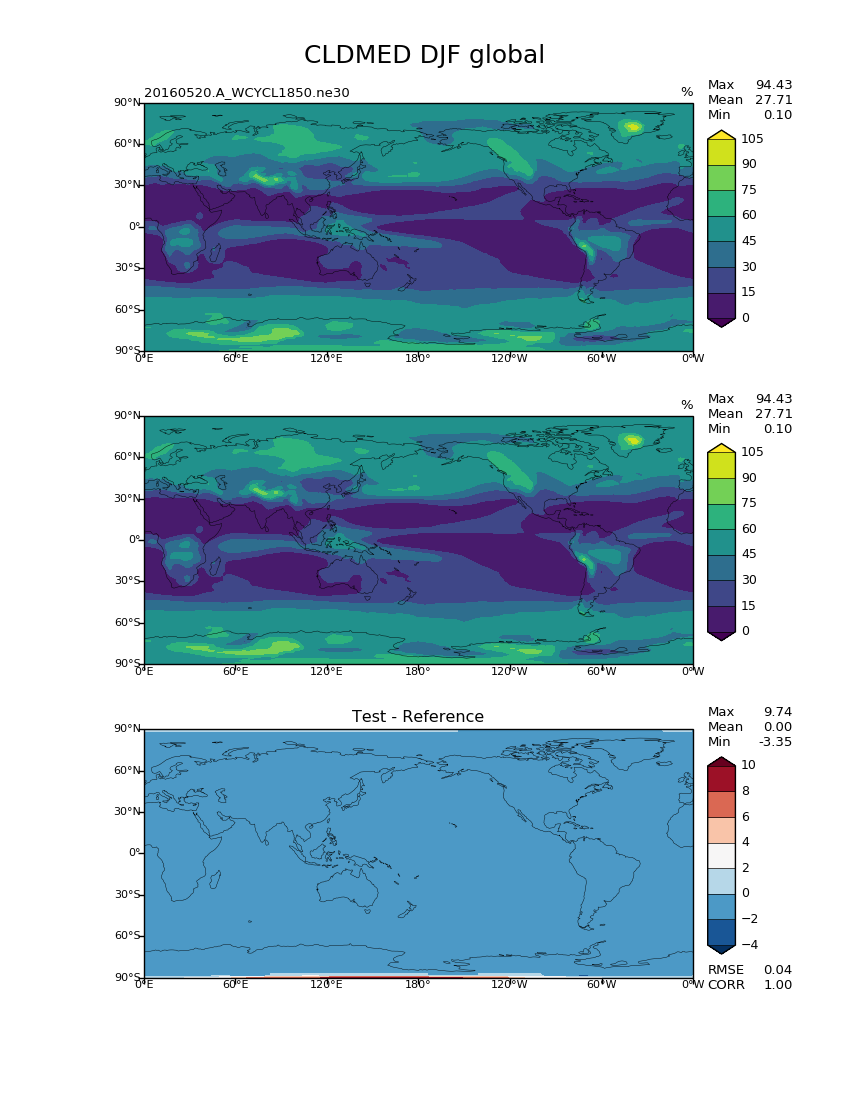 CLDMED DJF global
20160520.A_WCYCL1850.ne30
%
Max 94.43
Mean 27.71
Min 0.10
90°N
60°N
30°N
0°
30°S
60°S
90°S
0°E 60°E 120°E 180° 120°W 60°W 0°W
105
90
75
60
45
30
15
0
%
Max 94.43
Mean 27.71
Min 0.10
90°N
60°N
30°N
0°
30°S
60°S
90°S
0°E 60°E 120°E 180° 120°W 60°W 0°W
105
90
75
60
45
30
15
0
Test - Reference
Max 9.74
Mean 0.00
Min -3.35
90°N
60°N
30°N
0°
30°S
60°S
90°S
0°E 60°E 120°E 180° 120°W 60°W 0°W
10
8
6
4
2
0
−2
−4
RMSE 0.04
CORR 1.00